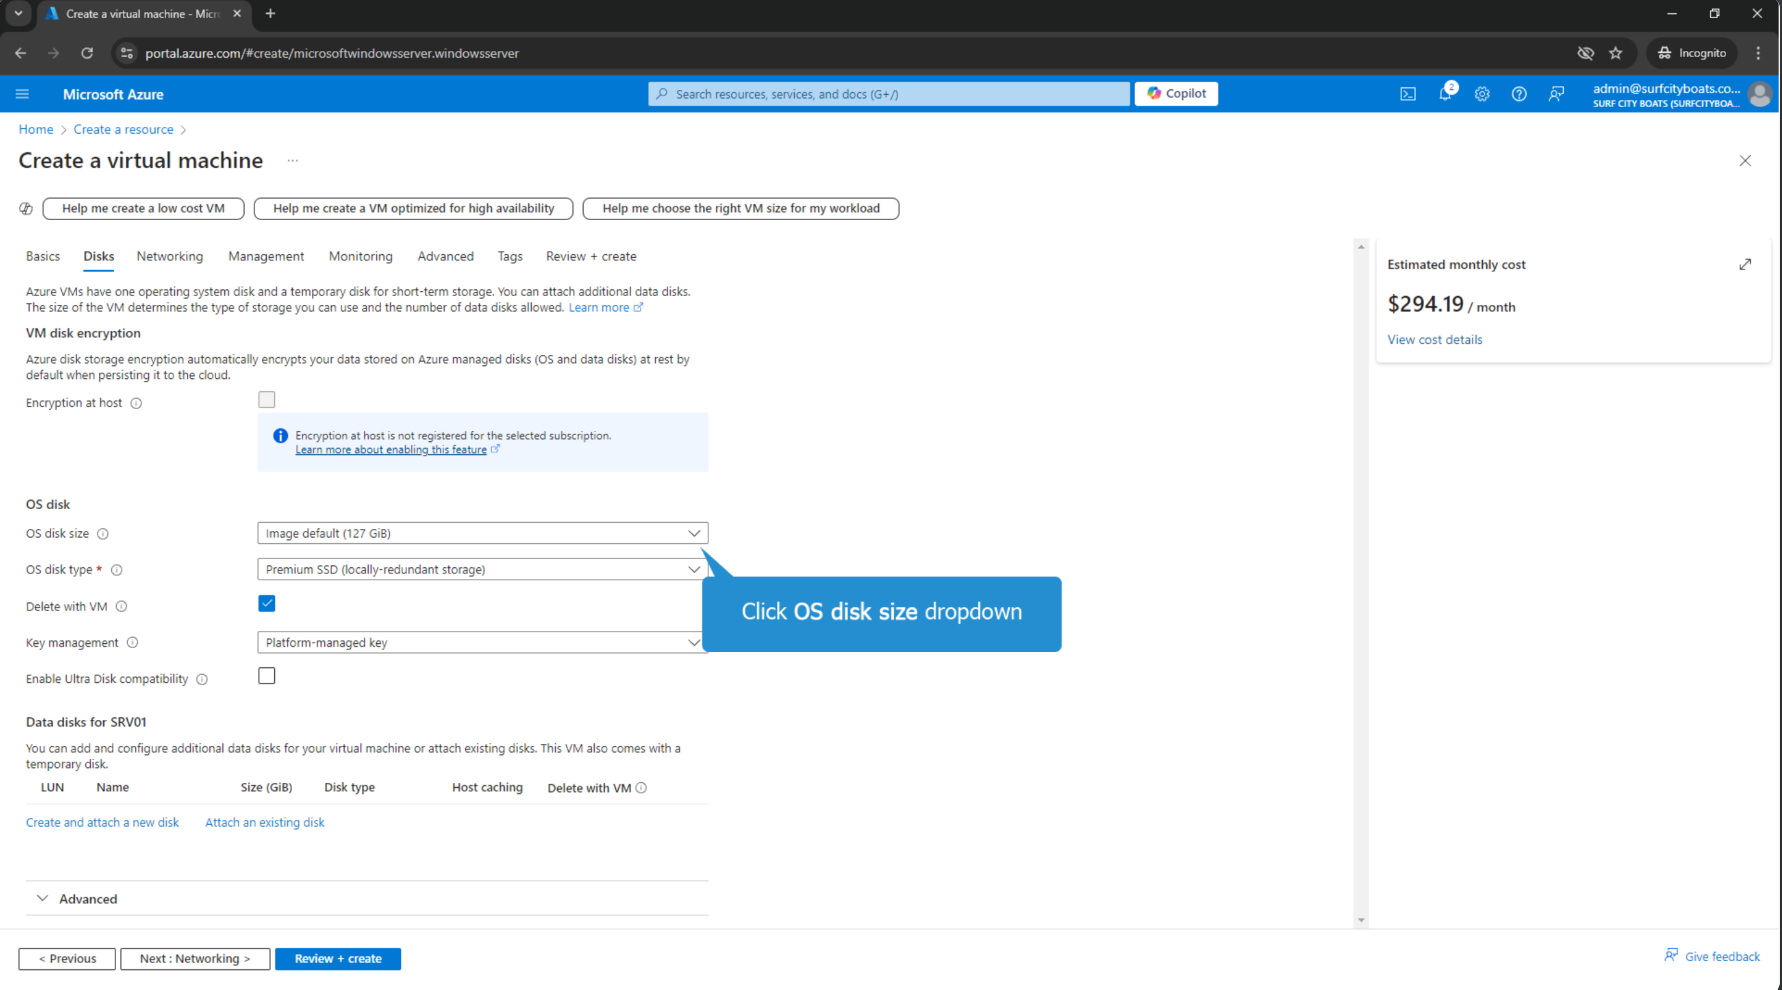 Create a virtual machine - Micr
portal.azure.com/#create/microsoftwindowsserver.windowsserver
Incognito
Microsoft Azure
Search resources, services, and docs (G+/)
Copilot
2
admin@surfcityboats.co...
SURF CITY BOATS (SURFCITYBOA...
Home > Create a resource >
Create a virtual machine ...
Help me create a low cost VM
Help me create a VM optimized for high availability
Help me choose the right VM size for my workload
Basics
Disks
Networking
Management
Monitoring
Advanced
Tags
Review + create
Azure VMs have one operating system disk and a temporary disk for short-term storage. You can attach additional data disks.
The size of the VM determines the type of storage you can use and the number of data disks allowed. Learn more
VM disk encryption
Azure disk storage encryption automatically encrypts your data stored on Azure managed disks (OS and data disks) at rest by
default when persisting it to the cloud.
Encryption at host
Encryption at host is not registered for the selected subscription.
Learn more about enabling this feature
OS disk
OS disk size
Image default (127 GiB)
OS disk type *
Premium SSD (locally-redundant storage)
Delete with VM
Key management
Platform-managed key
Enable Ultra Disk compatibility
Click OS disk size dropdown
Data disks for SRV01
You can add and configure additional data disks for your virtual machine or attach existing disks. This VM also comes with a
temporary disk.
LUN
Name
Size (GiB)
Disk type
Host caching
Delete with VM
Create and attach a new disk
Attach an existing disk
Advanced
Estimated monthly cost
$294.19 / month
View cost details
< Previous
Next : Networking >
Review + create
Give feedback